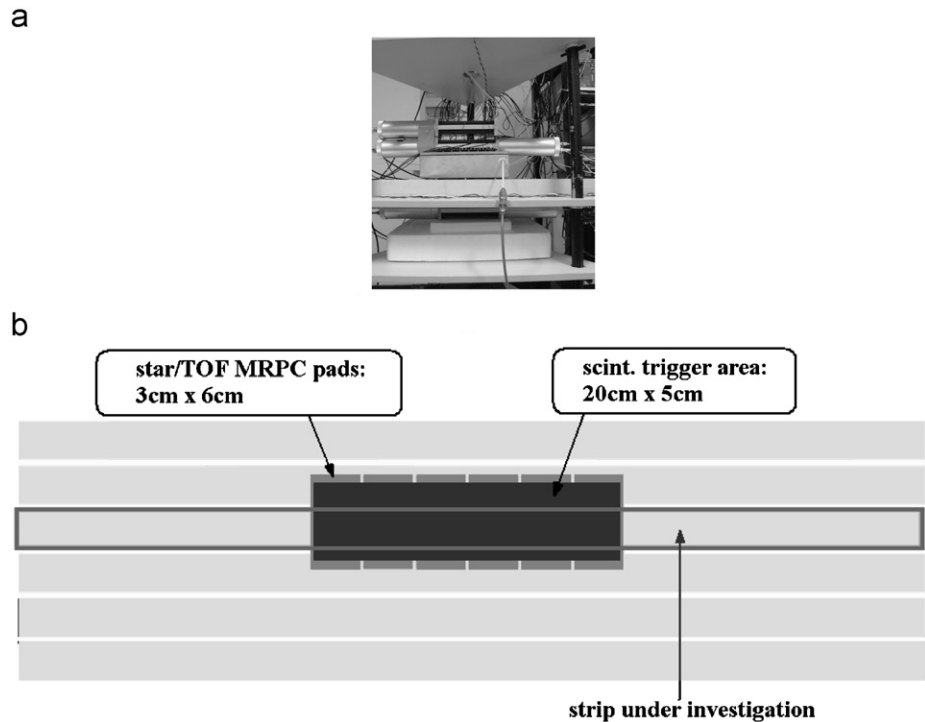 a
b
star/TOF MRPC pads:
3cm x 6cm
scint. trigger area:
20cm x 5cm
strip under investigation